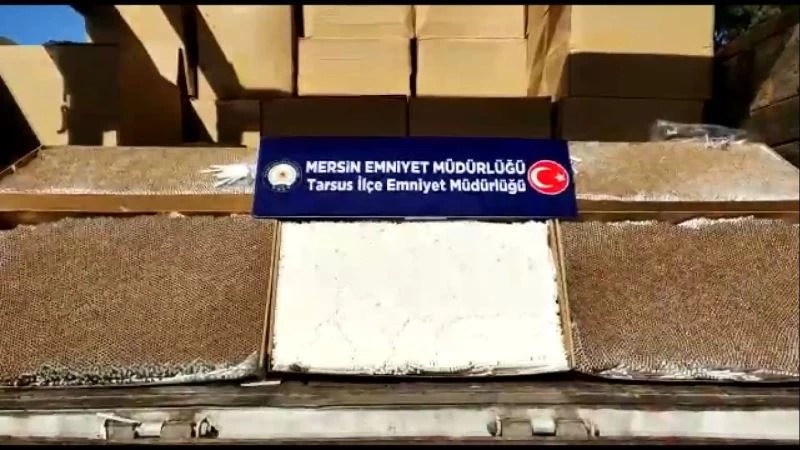 MERSİN EMNİYET MÜDÜRLÜĞÜ
Tarsus İlçe Emniyet Müdürlüğü